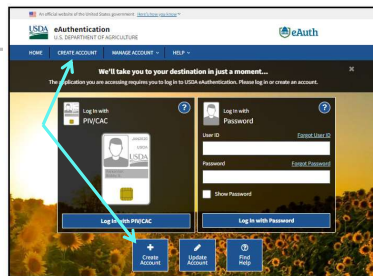 An official website of the United States government. Here's how you know
USDA eAuthentication
U.S. DEPARTMENT OF AGRICULTURE
eAuth
HOME CREATE ACCOUNT MANAGE ACCOUNT HELP
We'll take you to your destination in just a moment...
The application you are accessing requires you to login to USDA eAuthentication. Please log in or create an account.
Log In with
PIV/CAC
?
USDA
Log In with PIV/CAC
Log In with
Password
?
User ID Forgot User ID
Password Forgot Password
Show Password
Log In with Password
Create
Account
Update
Account
Find
Help